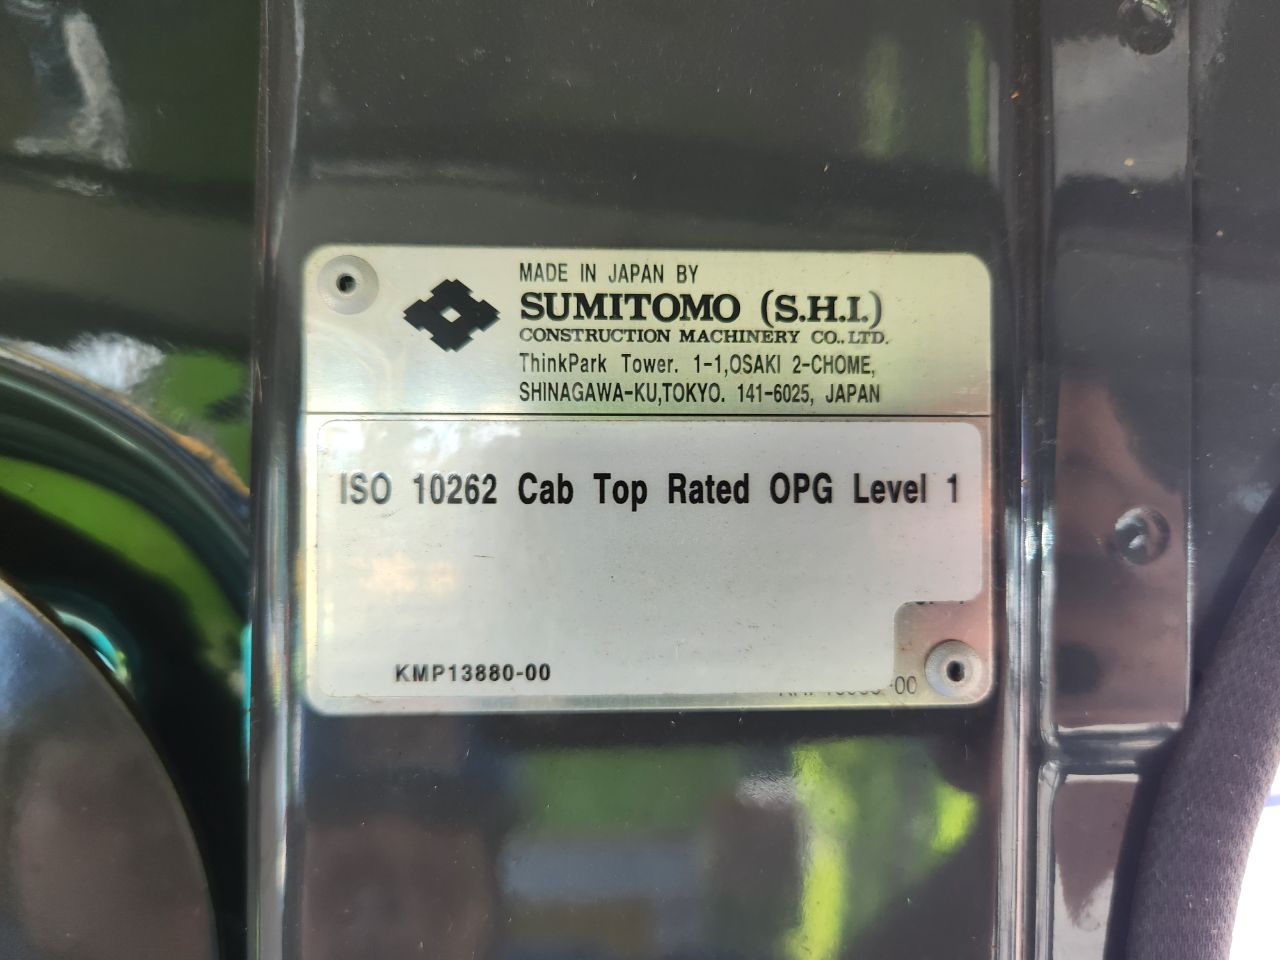 MADE IN JAPAN BY
SUMITOMO (S.H.I.)
CONSTRUCTION MACHINERY CO.,LTD.
ThinkPark Tower. 1-1,OSAKI 2-CHOME,
SHINAGAWA-KU,TOKYO. 141-6025, JAPAN
ISO 10262 Cab Top Rated OPG Level 1
KMP13880-00